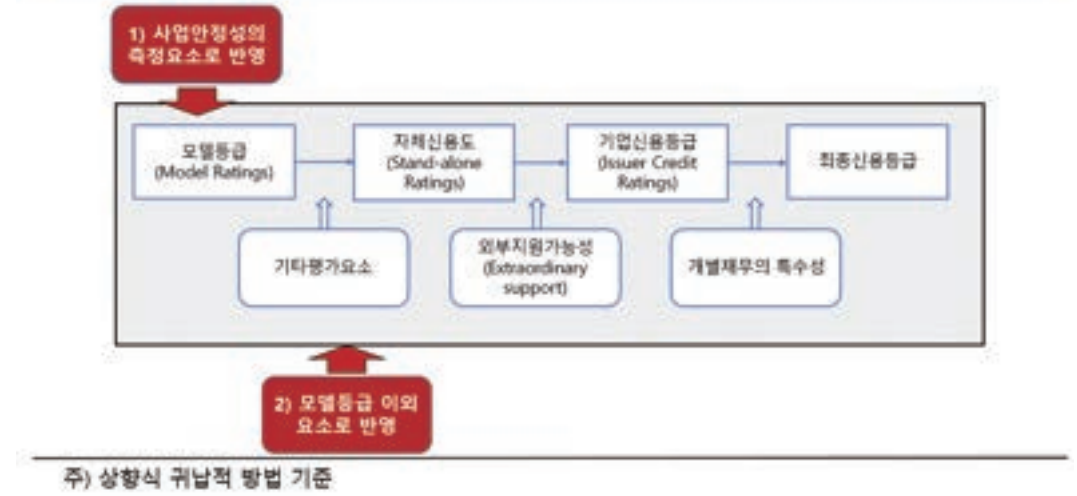 1) 사업안정성의
측정요소로 반영
모델등급
(Model Ratings)
자체신용도
(Stand-alone
Ratings)
기업신용등급
(Issuer Credit
Ratings)
최종신용등급
기타평가요소
외부지원가능성
(Extraordinary
support)
개별채무의 특수성
2) 모델등급 이외
요소로 반영
주) 상향식 귀납적 방법 기준